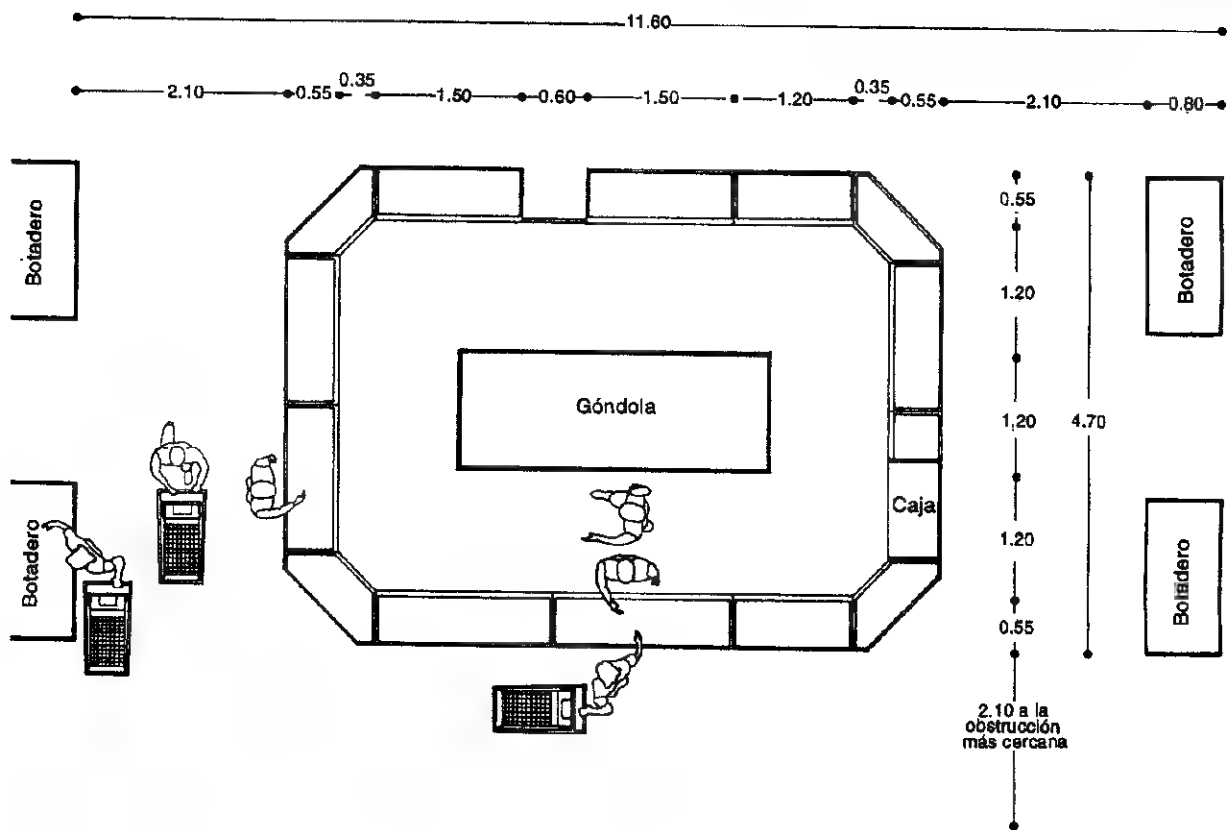 11.60
0.35
0.35
2.10
0.55
1.50
0.60
1.50
1.20
0.55
2.10
0.80
Botadero
Botadero
0.55
1.20
Góndola
1,20
4.70
Caja
Botadero
Botadero
1.20
0.55
2.10 a la
obstrucción
más cercana